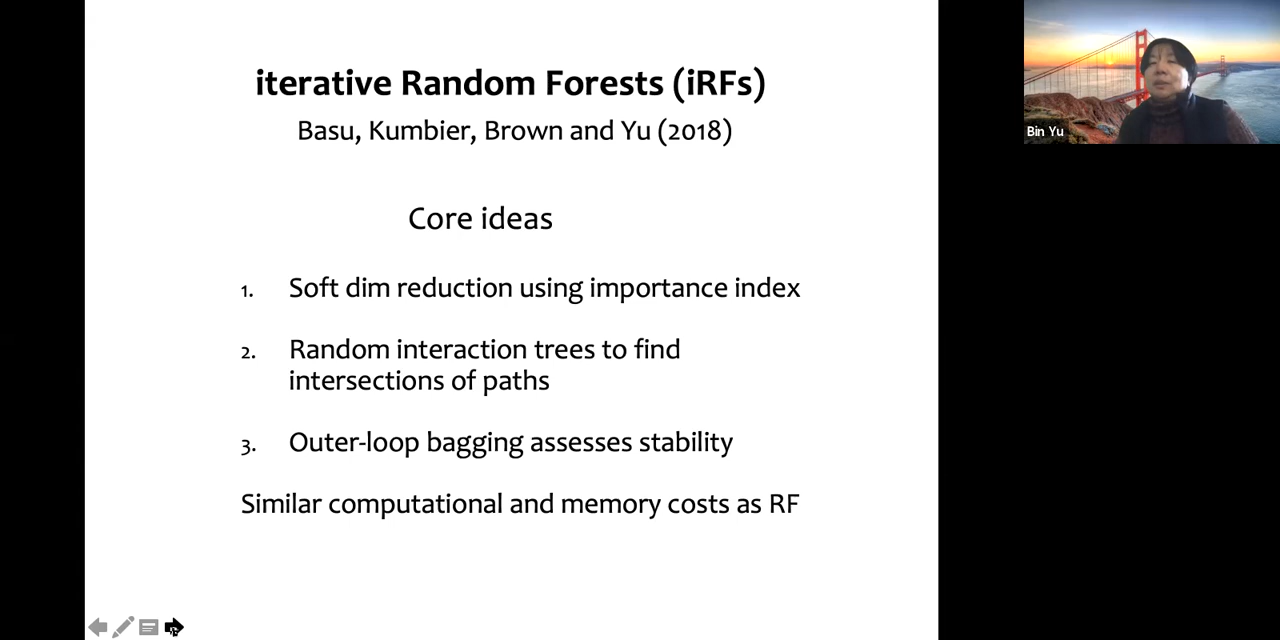 iterative Random Forests (iRFs)
Basu, Kumbier, Brown and Yu (2018)
Core ideas
1. Soft dim reduction using importance index
2. Random interaction trees to find
intersections of paths
3. Outer-loop bagging assesses stability
Similar computational and memory costs as RF
Bin Yu